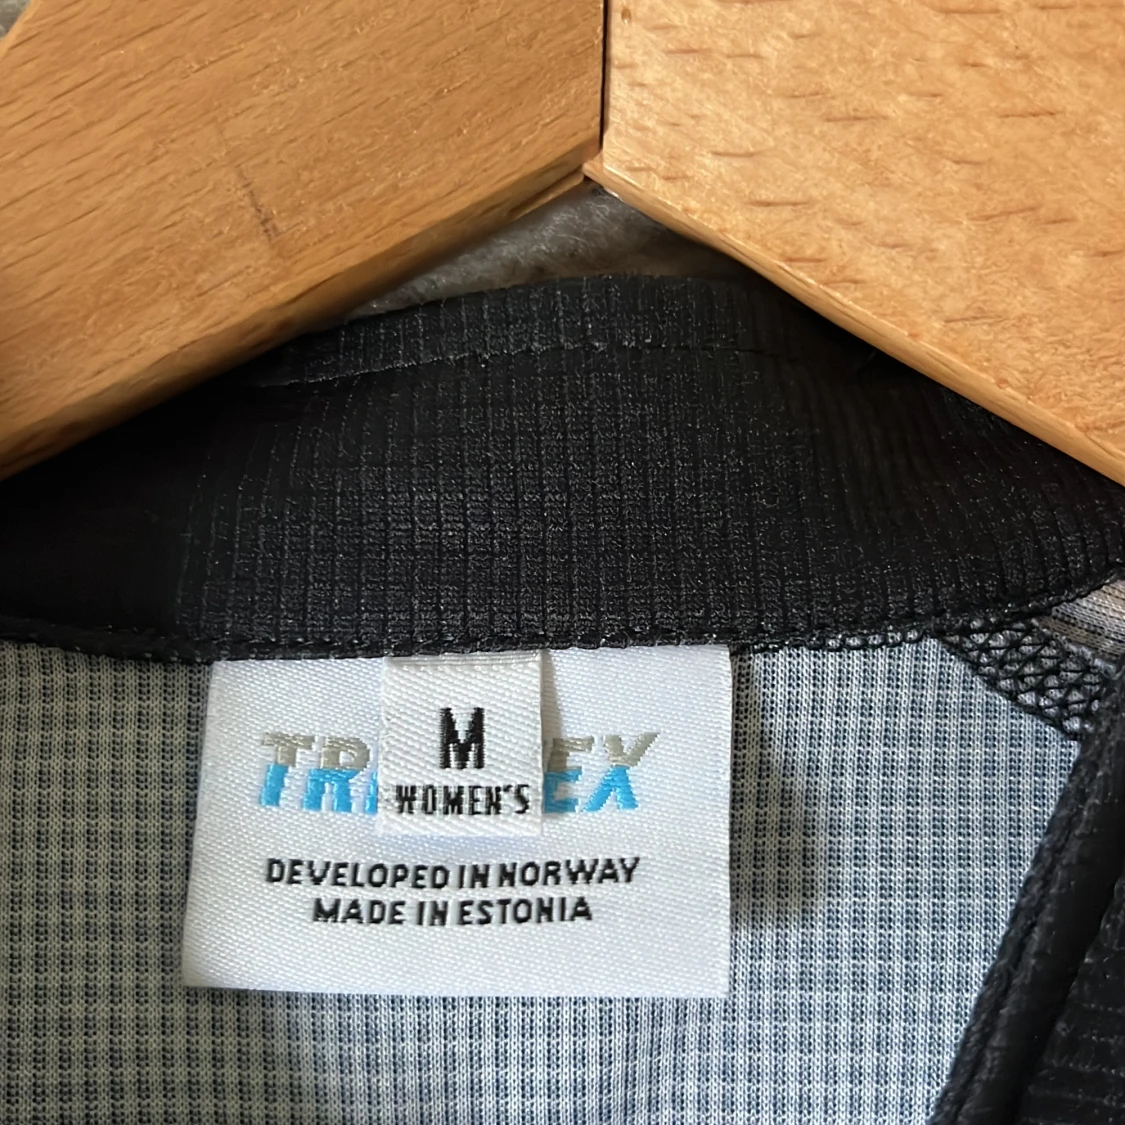 M
WOMEN'S
DEVELOPED IN NORWAY
MADE IN ESTONIA